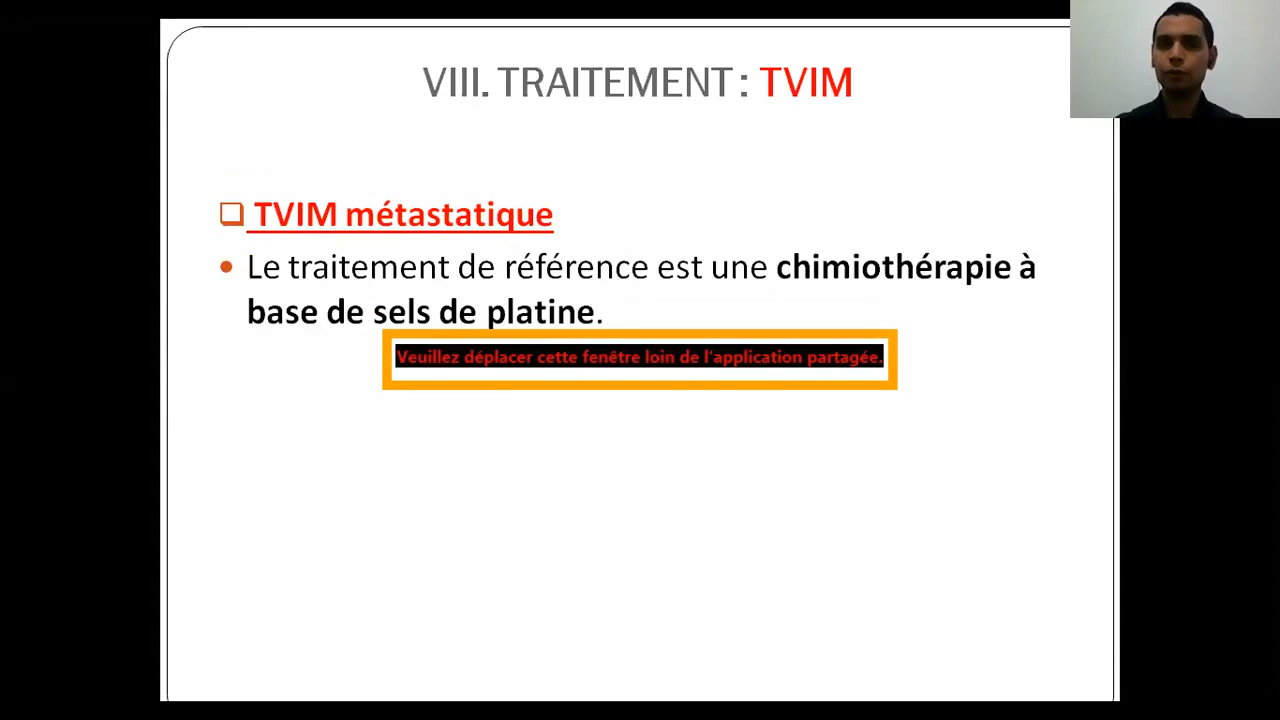 VIII. TRAITEMENT : TVIM
TVIM métastatique
• Le traitement de référence est une chimiothérapie à
base de sels de platine.
Veuillez déplacer cette fenêtre loin de l'application partagée.